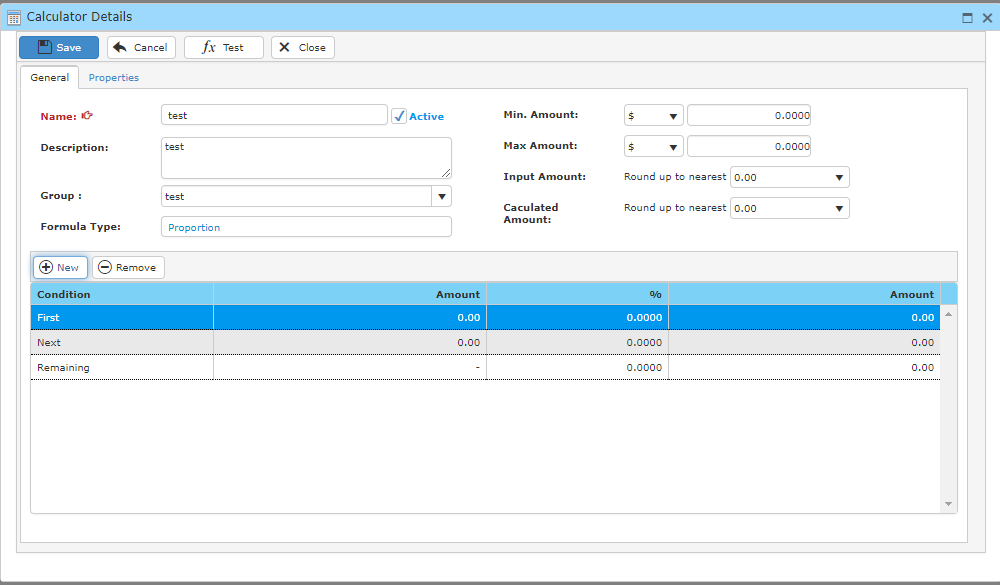 Calculator Details
Save Cancel fx Test Close
General Properties
Name: test Active
Description: test
Group : test
Formula Type: Proportion
Min. Amount: $ 0.0000
Max Amount: $ 0.0000
Input Amount: Round up to nearest 0.00
Caculated Amount: Round up to nearest 0.00
New Remove
Condition Amount % Amount
First 0.00 0.0000 0.00
Next 0.00 0.0000 0.00
Remaining - 0.0000 0.00